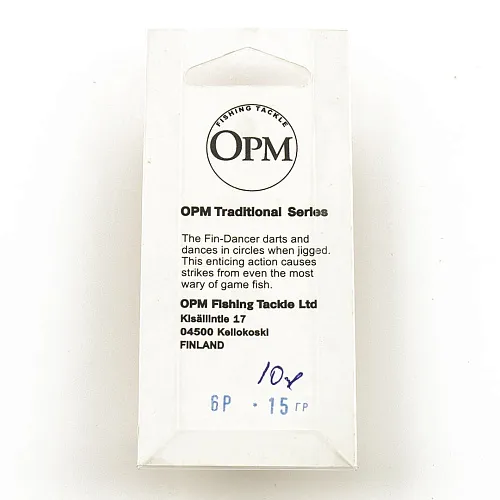 FISHING TACKLE
OPM
OPM Traditional Series
The Fin-Dancer darts and
dances in circles when jigged.
This enticing action causes
strikes from even the most
wary of game fish.
OPM Fishing Tackle Ltd
Kisällintie 17
04500 Kellokoski
FINLAND
6P · 15 ГР